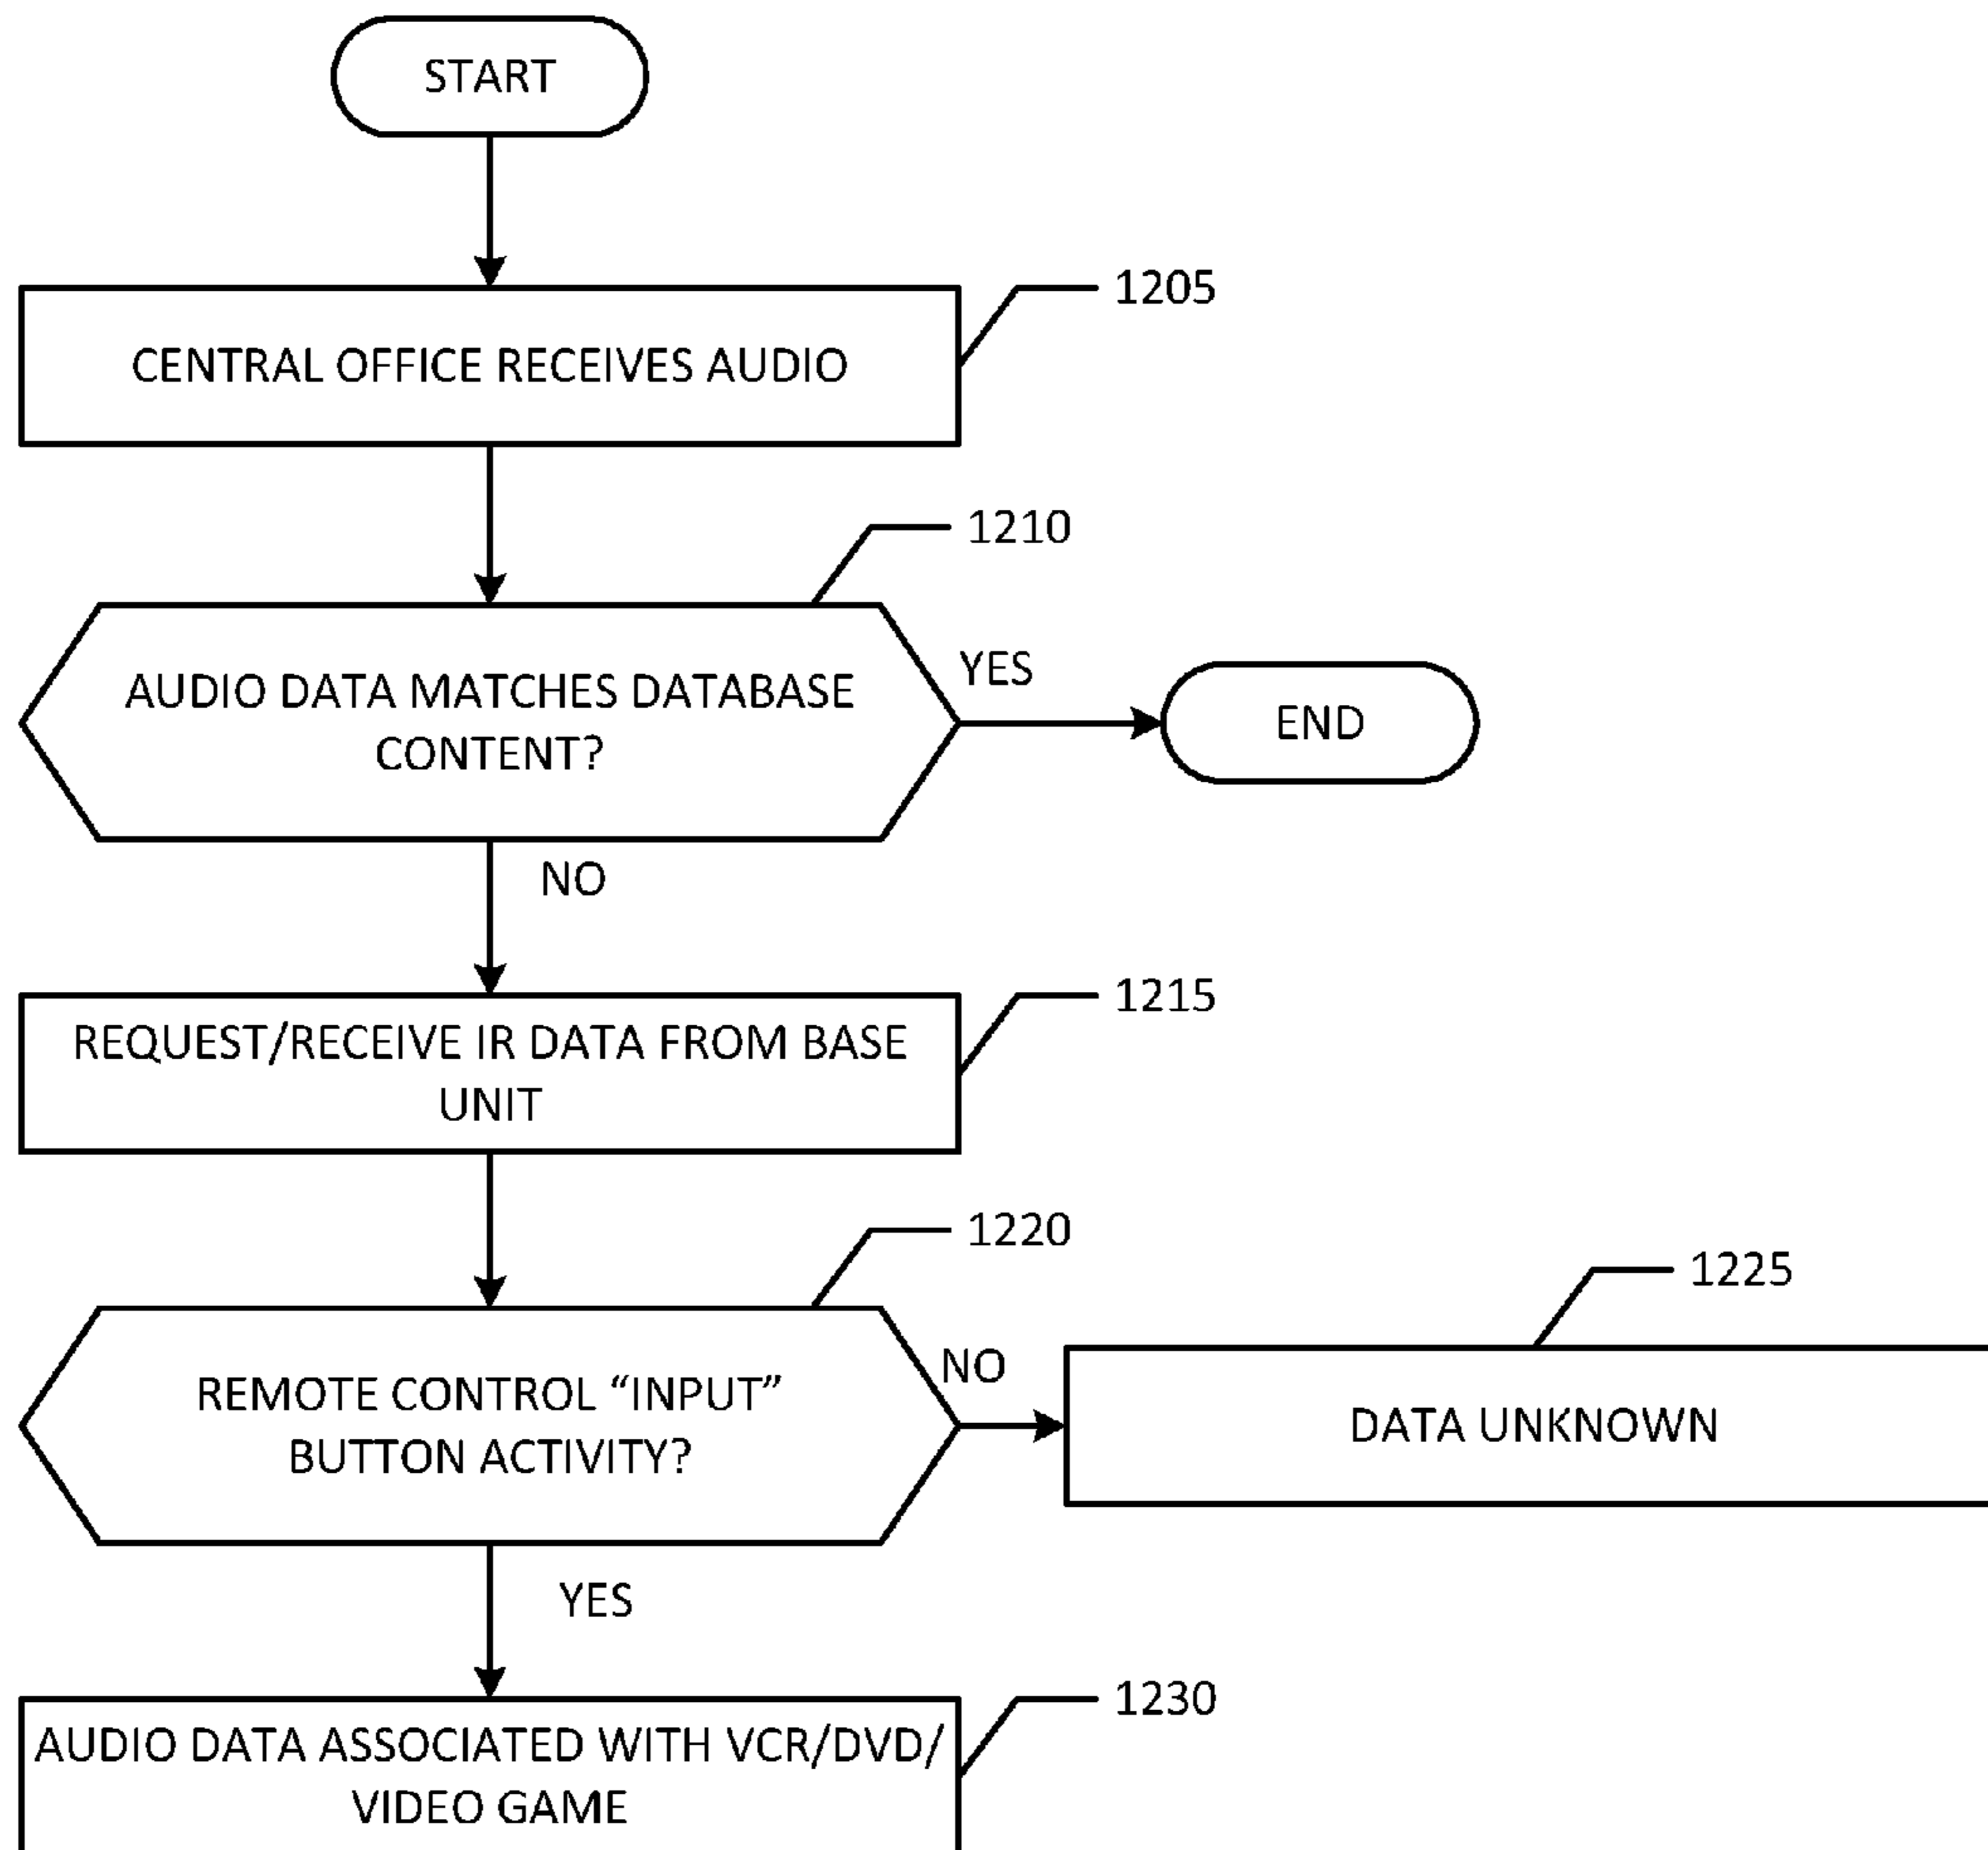 START
1205
CENTRAL OFFICE RECEIVES AUDIO
1210
AUDIO DATA MATCHES DATABASE
CONTENT?
YES
END
NO
1215
REQUEST/RECEIVE IR DATA FROM BASE
UNIT
1220
REMOTE CONTROL “INPUT”
BUTTON ACTIVITY?
NO
1225
DATA UNKNOWN
YES
1230
AUDIO DATA ASSOCIATED WITH VCR/DVD/
VIDEO GAME